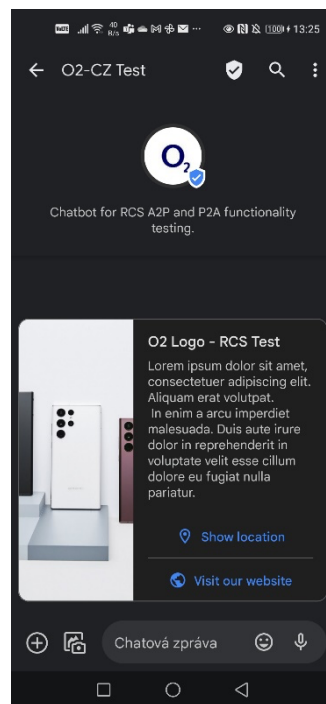 40
B/s
100
13:25
O2-CZ Test
O2
Chatbot for RCS A2P and P2A functionality
testing.
O2 Logo - RCS Test
Lorem ipsum dolor sit amet,
consectetuer adipiscing elit.
Aliquam erat volutpat.
In enim a arcu imperdiet
malesuada. Duis aute irure
dolor in reprehenderit in
voluptate velit esse cillum
dolore eu fugiat nulla
pariatur.
Show location
Visit our website
Chatová zpráva